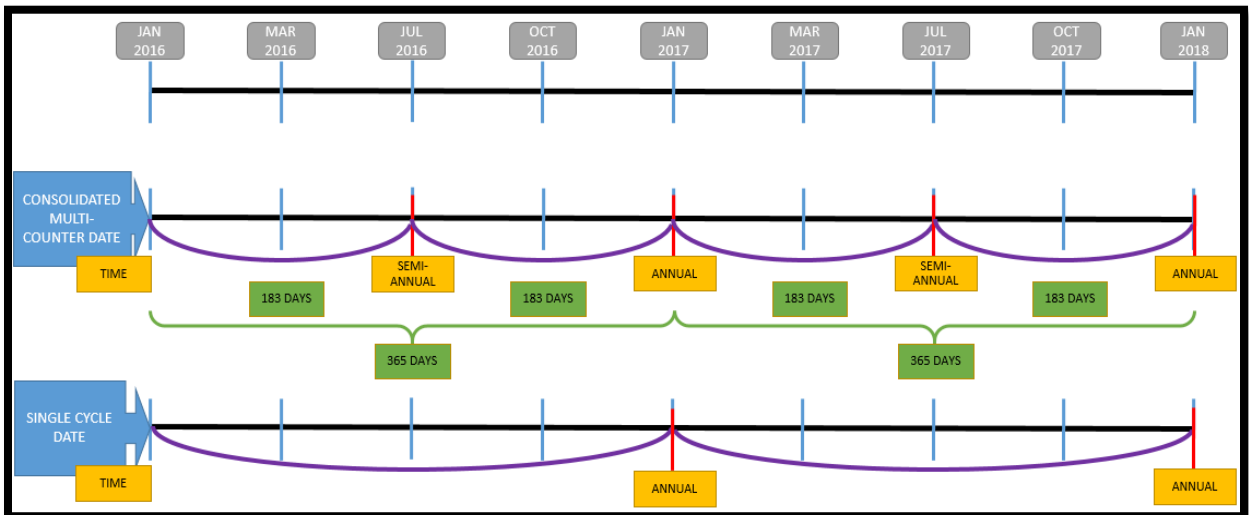 JAN
2016
MAR
2016
JUL
2016
OCT
2016
JAN
2017
MAR
2017
JUL
2017
OCT
2017
JAN
2018
CONSOLIDATED
MULTI-
COUNTER DATE
TIME
SEMI-
ANNUAL
ANNUAL
SEMI-
ANNUAL
ANNUAL
183 DAYS
183 DAYS
183 DAYS
183 DAYS
365 DAYS
365 DAYS
SINGLE CYCLE
DATE
TIME
ANNUAL
ANNUAL